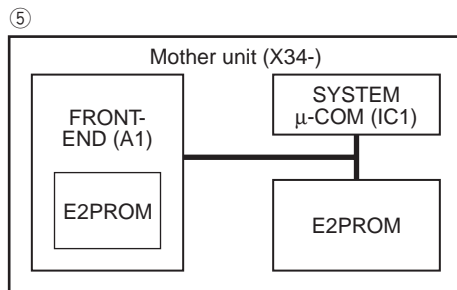 ⑤
Mother unit (X34-)
FRONT-
END (A1)
E2PROM
SYSTEM
μ-COM (IC1)
E2PROM